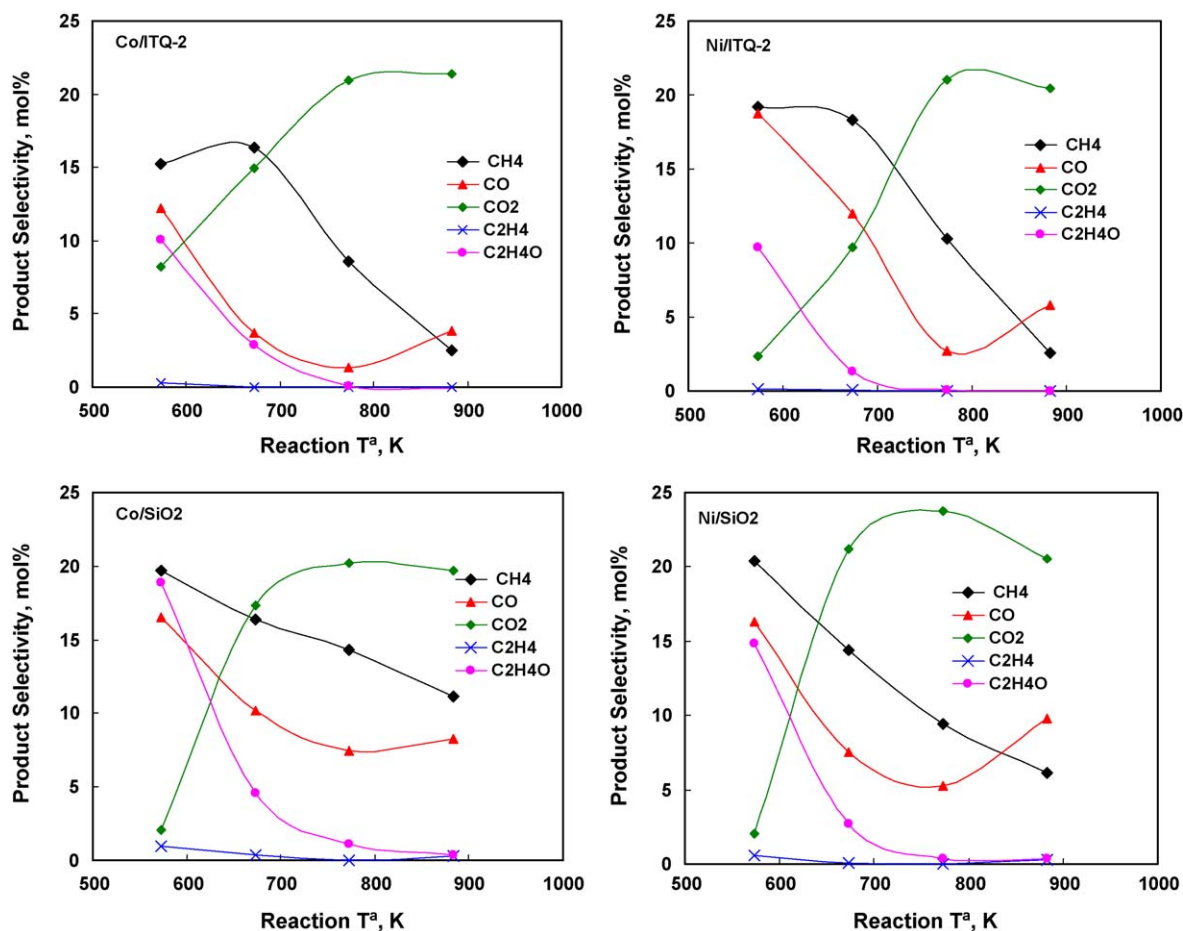 Co/ITQ-2
Product Selectivity, mol%
25
20
15
10
5
0
CH4
CO
CO2
C2H4
C2H4O
500 600 700 800 900 1000
Reaction Tª, K
Ni/ITQ-2
Product Selectivity, mol%
25
20
15
10
5
0
CH4
CO
CO2
C2H4
C2H4O
500 600 700 800 900 1000
Reaction Tª, K
Co/SiO2
Product Selectivity, mol%
25
20
15
10
5
0
CH4
CO
CO2
C2H4
C2H4O
500 600 700 800 900 1000
Reaction Tª, K
Ni/SiO2
Product Selectivity, mol%
25
20
15
10
5
0
CH4
CO
CO2
C2H4
C2H4O
500 600 700 800 900 1000
Reaction Tª, K